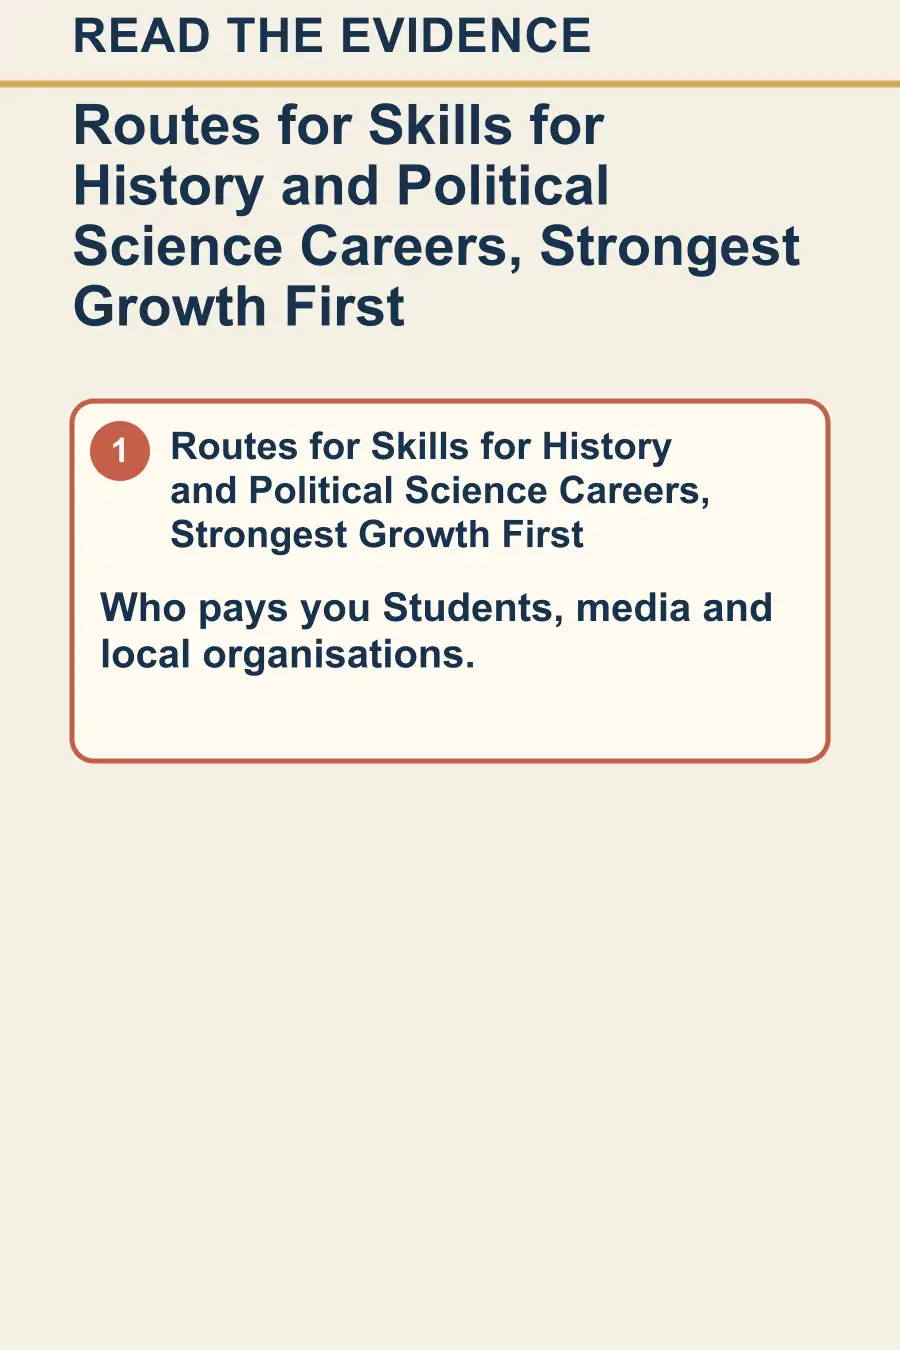 READ THE EVIDENCE
Routes for Skills for
History and Political
Science Careers, Strongest
Growth First
1
Routes for Skills for History
and Political Science Careers,
Strongest Growth First
Who pays you Students, media and
local organisations.